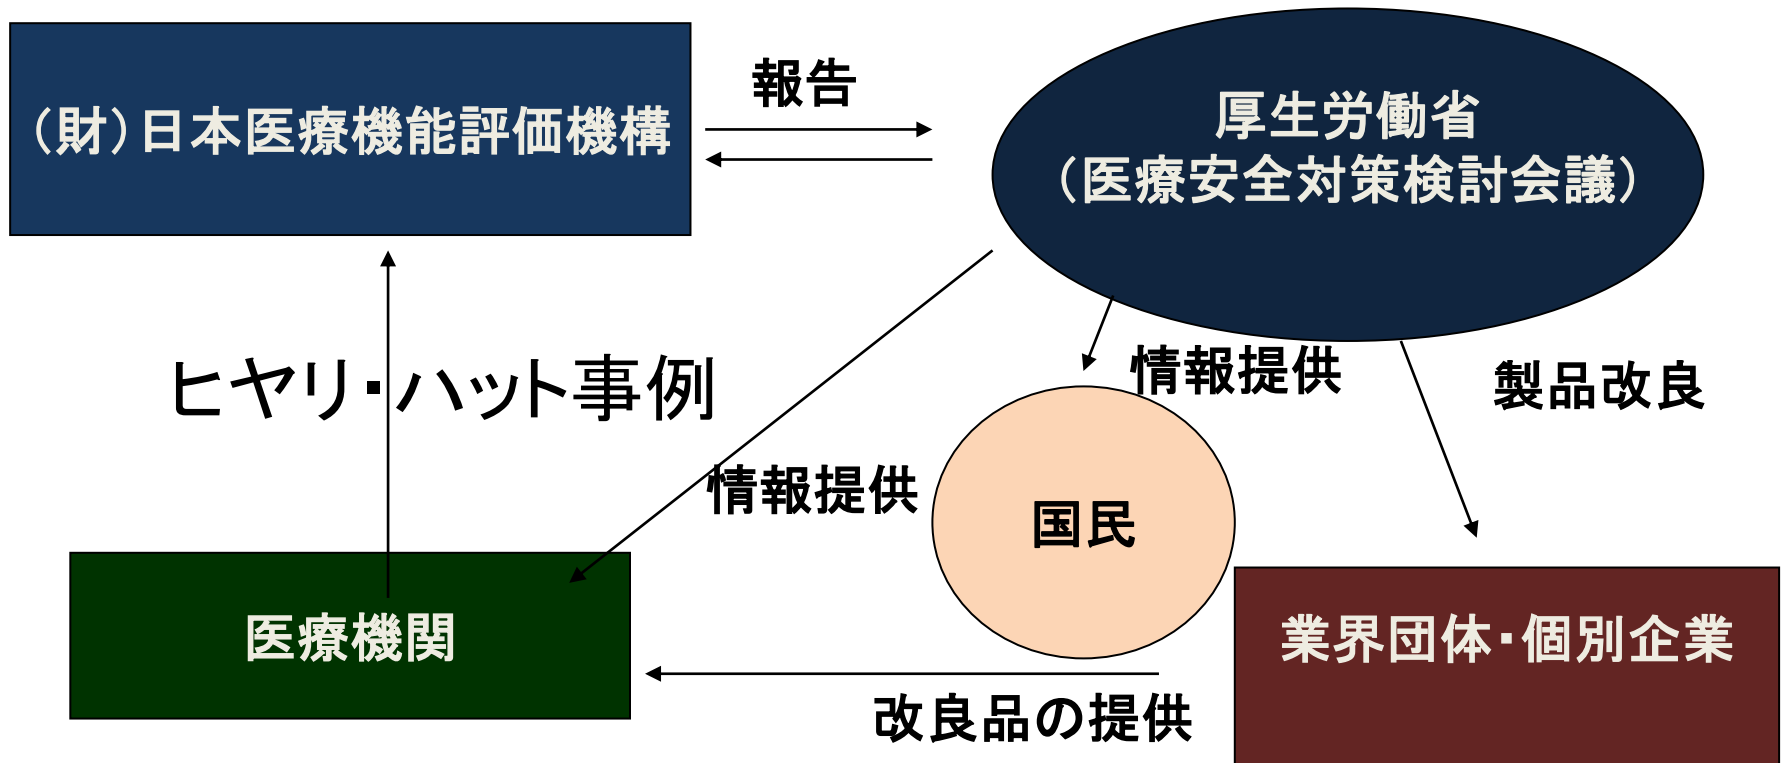 （財）日本医療機能評価機構
報告
厚生労働省
（医療安全対策検討会議）
ヒヤリ・ハット事例
情報提供
製品改良
情報提供
国民
医療機関
業界団体・個別企業
改良品の提供